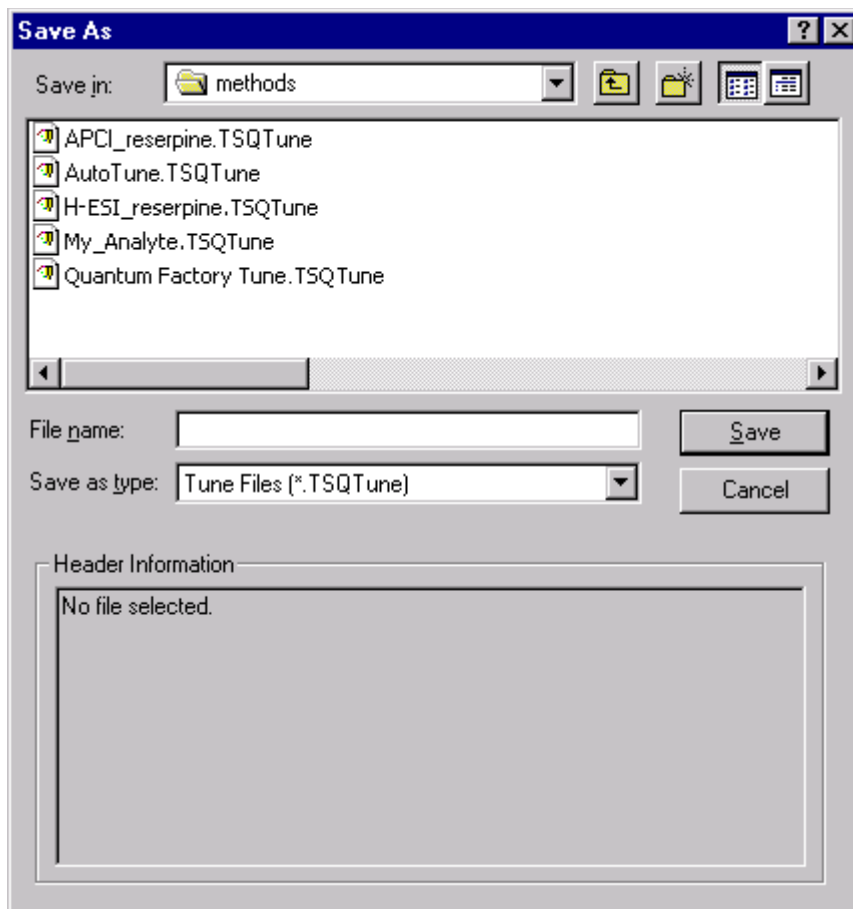 Save As
Save in: methods
APCI_reserpine.TSQTune
AutoTune.TSQTune
H-ESI_reserpine.TSQTune
My_Analyte.TSQTune
Quantum Factory Tune.TSQTune
File name: Save
Save as type: Tune Files (*.TSQTune) Cancel
Header Information
No file selected.